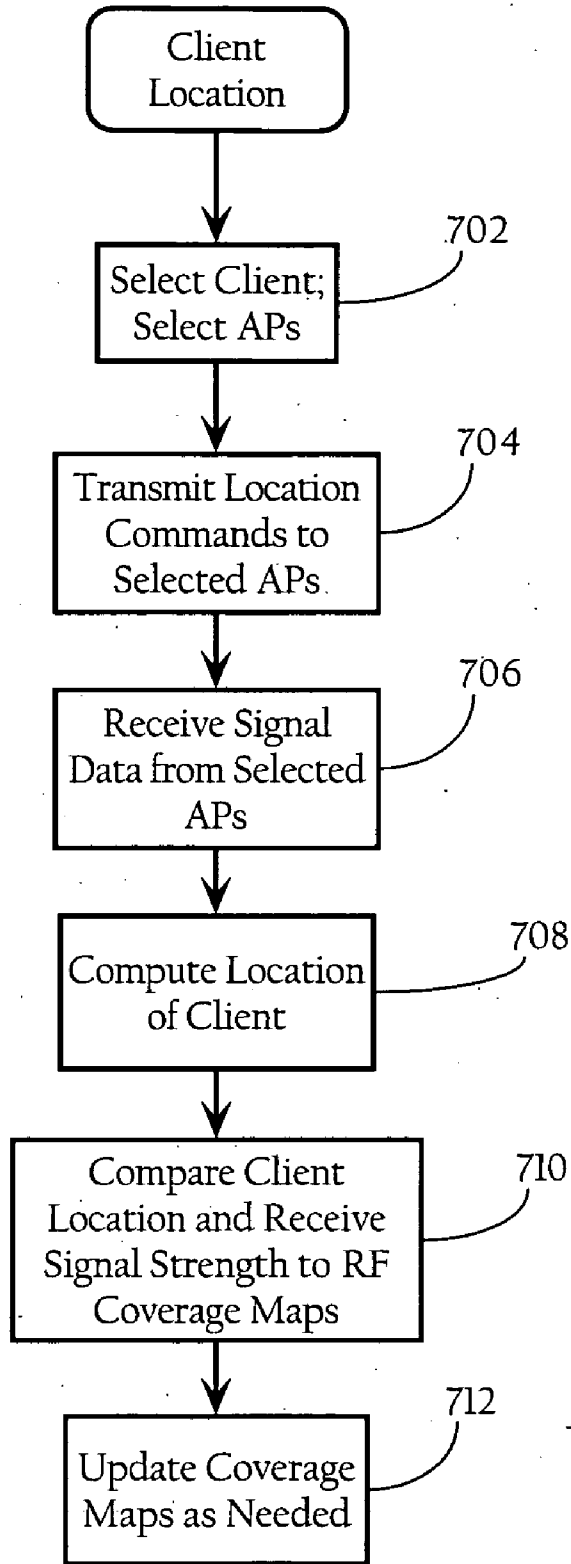 Client
Location
702
Select Client;
Select APs
704
Transmit Location
Commands to
Selected APs
706
Receive Signal
Data from Selected
APs
708
Compute Location
of Client
710
Compare Client
Location and Receive
Signal Strength to RF
Coverage Maps
712
Update Coverage
Maps as Needed